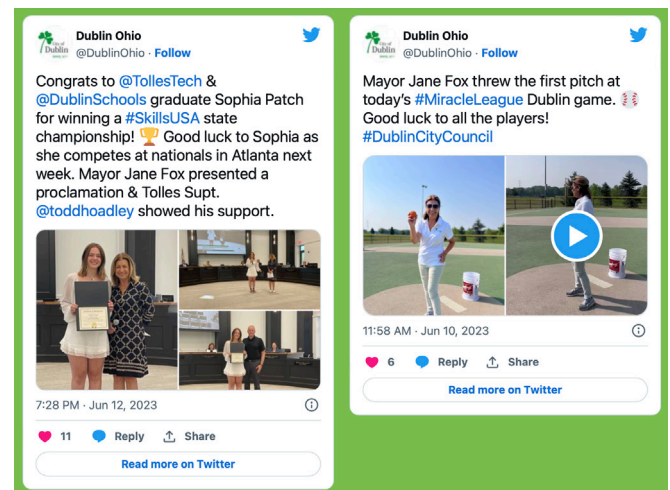 Dublin Ohio
@DublinOhio · Follow
Congrats to @TollesTech &
@DublinSchools graduate Sophia Patch
for winning a #SkillsUSA state
championship! 🏆 Good luck to Sophia as
she competes at nationals in Atlanta next
week. Mayor Jane Fox presented a
proclamation & Tolles Supt.
@toddhoadley showed his support.
7:28 PM · Jun 12, 2023
11 Reply Share
Read more on Twitter
Dublin Ohio
@DublinOhio · Follow
Mayor Jane Fox threw the first pitch at
today's #MiracleLeague Dublin game. ⚾
Good luck to all the players!
#DublinCityCouncil
11:58 AM · Jun 10, 2023
6 Reply Share
Read more on Twitter